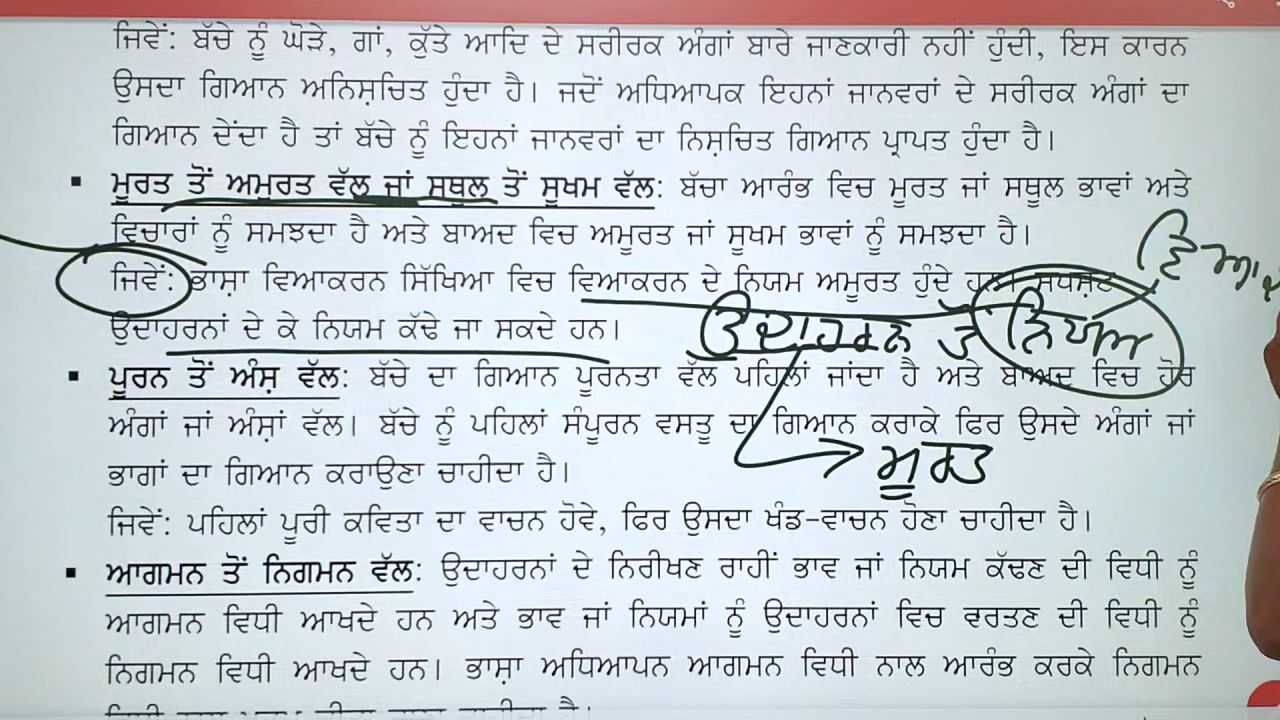 ਜਿਵੇਂ: ਬੱਚੇ ਨੂੰ ਘੋੜੇ, ਗਾਂ, ਕੁੱਤੇ ਆਦਿ ਦੇ ਸਰੀਰਕ ਅੰਗਾਂ ਬਾਰੇ ਜਾਣਕਾਰੀ ਨਹੀਂ ਹੁੰਦੀ, ਇਸ ਕਾਰਨ
ਉਸਦਾ ਗਿਆਨ ਅਨਿਸ਼ਚਿਤ ਹੁੰਦਾ ਹੈ। ਜਦੋਂ ਅਧਿਆਪਕ ਇਹਨਾਂ ਜਾਨਵਰਾਂ ਦੇ ਸਰੀਰਕ ਅੰਗਾਂ ਦਾ
ਗਿਆਨ ਦੇਂਦਾ ਹੈ ਤਾਂ ਬੱਚੇ ਨੂੰ ਇਹਨਾਂ ਜਾਨਵਰਾਂ ਦਾ ਨਿਸ਼ਚਿਤ ਗਿਆਨ ਪ੍ਰਾਪਤ ਹੁੰਦਾ ਹੈ।
▪ ਮੂਰਤ ਤੋਂ ਅਮੂਰਤ ਵੱਲ ਜਾਂ ਸਥੂਲ ਤੋਂ ਸੂਖਮ ਵੱਲ: ਬੱਚਾ ਆਰੰਭ ਵਿਚ ਮੂਰਤ ਜਾਂ ਸਥੂਲ ਭਾਵਾਂ ਅਤੇ
ਵਿਚਾਰਾਂ ਨੂੰ ਸਮਝਦਾ ਹੈ ਅਤੇ ਬਾਅਦ ਵਿਚ ਅਮੂਰਤ ਜਾਂ ਸੂਖਮ ਭਾਵਾਂ ਨੂੰ ਸਮਝਦਾ ਹੈ।
ਜਿਵੇਂ: ਭਾਸ਼ਾ ਵਿਆਕਰਨ ਸਿੱਖਿਆ ਵਿਚ ਵਿਆਕਰਨ ਦੇ ਨਿਯਮ ਅਮੂਰਤ ਹੁੰਦੇ ਹਨ ਸਪਸ਼ਟ
ਉਦਾਹਰਨਾਂ ਦੇ ਕੇ ਨਿਯਮ ਕੱਢੇ ਜਾ ਸਕਦੇ ਹਨ। ਉਦਾਹਰਨ ਤੋਂ ਨਿਯਮ
▪ ਪੂਰਨ ਤੋਂ ਅੰਸ਼ ਵੱਲ: ਬੱਚੇ ਦਾ ਗਿਆਨ ਪੂਰਨਤਾ ਵੱਲ ਪਹਿਲਾਂ ਜਾਂਦਾ ਹੈ ਅਤੇ ਬਾਅਦ ਵਿਚ ਹੋਰ
ਅੰਗਾਂ ਜਾਂ ਅੰਸ਼ਾਂ ਵੱਲ। ਬੱਚੇ ਨੂੰ ਪਹਿਲਾਂ ਸੰਪੂਰਨ ਵਸਤੂ ਦਾ ਗਿਆਨ ਕਰਾਕੇ ਫਿਰ ਉਸਦੇ ਅੰਗਾਂ ਜਾਂ
ਭਾਗਾਂ ਦਾ ਗਿਆਨ ਕਰਾਉਣਾ ਚਾਹੀਦਾ ਹੈ। ਮੂਰਤ
ਜਿਵੇਂ: ਪਹਿਲਾਂ ਪੂਰੀ ਕਵਿਤਾ ਦਾ ਵਾਚਨ ਹੋਵੇ, ਫਿਰ ਉਸਦਾ ਖੰਡ-ਵਾਚਨ ਹੋਣਾ ਚਾਹੀਦਾ ਹੈ।
▪ ਆਗਮਨ ਤੋਂ ਨਿਗਮਨ ਵੱਲ: ਉਦਾਹਰਨਾਂ ਦੇ ਨਿਰੀਖਣ ਰਾਹੀਂ ਭਾਵ ਜਾਂ ਨਿਯਮ ਕੱਢਣ ਦੀ ਵਿਧੀ ਨੂੰ
ਆਗਮਨ ਵਿਧੀ ਆਖਦੇ ਹਨ ਅਤੇ ਭਾਵ ਜਾਂ ਨਿਯਮਾਂ ਨੂੰ ਉਦਾਹਰਨਾਂ ਵਿਚ ਵਰਤਣ ਦੀ ਵਿਧੀ ਨੂੰ
ਨਿਗਮਨ ਵਿਧੀ ਆਖਦੇ ਹਨ। ਭਾਸ਼ਾ ਅਧਿਆਪਨ ਆਗਮਨ ਵਿਧੀ ਨਾਲ ਆਰੰਭ ਕਰਕੇ ਨਿਗਮਨ